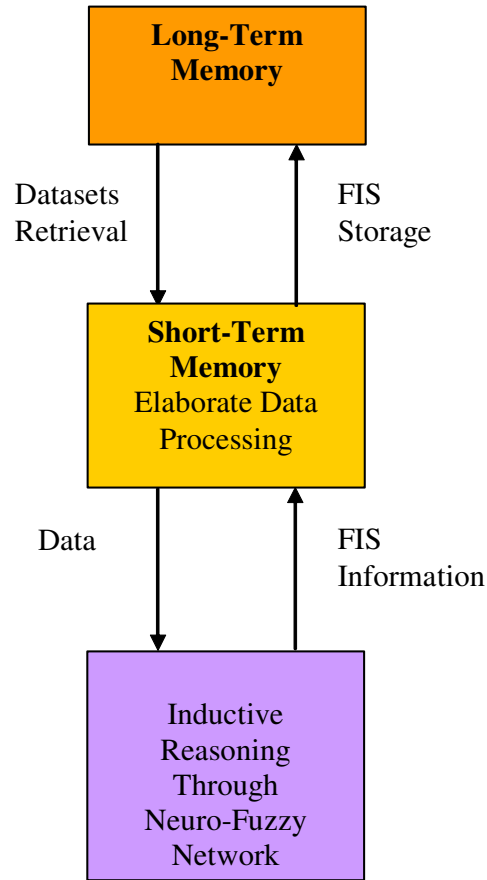 Long-Term
Memory
Datasets
Retrieval
FIS
Storage
Short-Term
Memory
Elaborate Data
Processing
Data
FIS
Information
Inductive
Reasoning
Through
Neuro-Fuzzy
Network